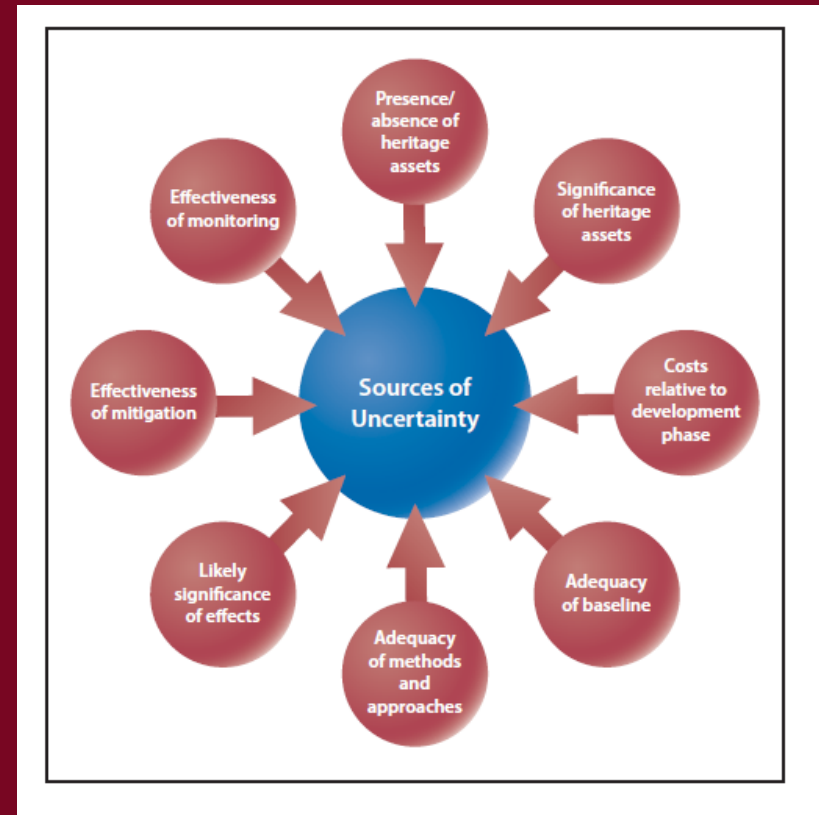 Presence/
absence of
heritage
assets
Significance
of heritage
assets
Costs
relative to
development
phase
Adequacy
of baseline
Adequacy
of methods
and
approaches
Likely
significance
of effects
Effectiveness
of mitigation
Effectiveness
of monitoring
Sources of
Uncertainty